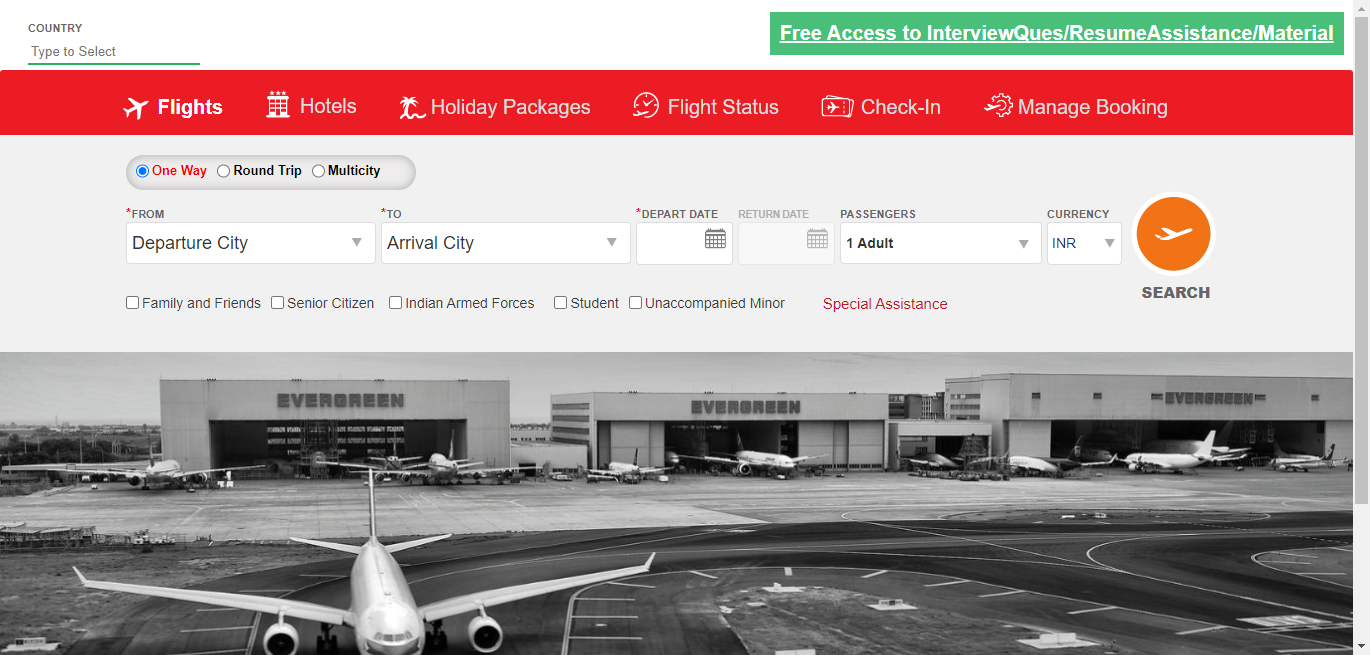 COUNTRY
Type to Select
Free Access to InterviewQues/ResumeAssistance/Material
Flights Hotels Holiday Packages Flight Status Check-In Manage Booking
One Way Round Trip Multicity
*FROM *TO *DEPART DATE RETURN DATE PASSENGERS CURRENCY
Departure City Arrival City 1 Adult INR
SEARCH
Family and Friends Senior Citizen Indian Armed Forces Student Unaccompanied Minor Special Assistance
EVERGREEN EVERGREEN EVERGREEN